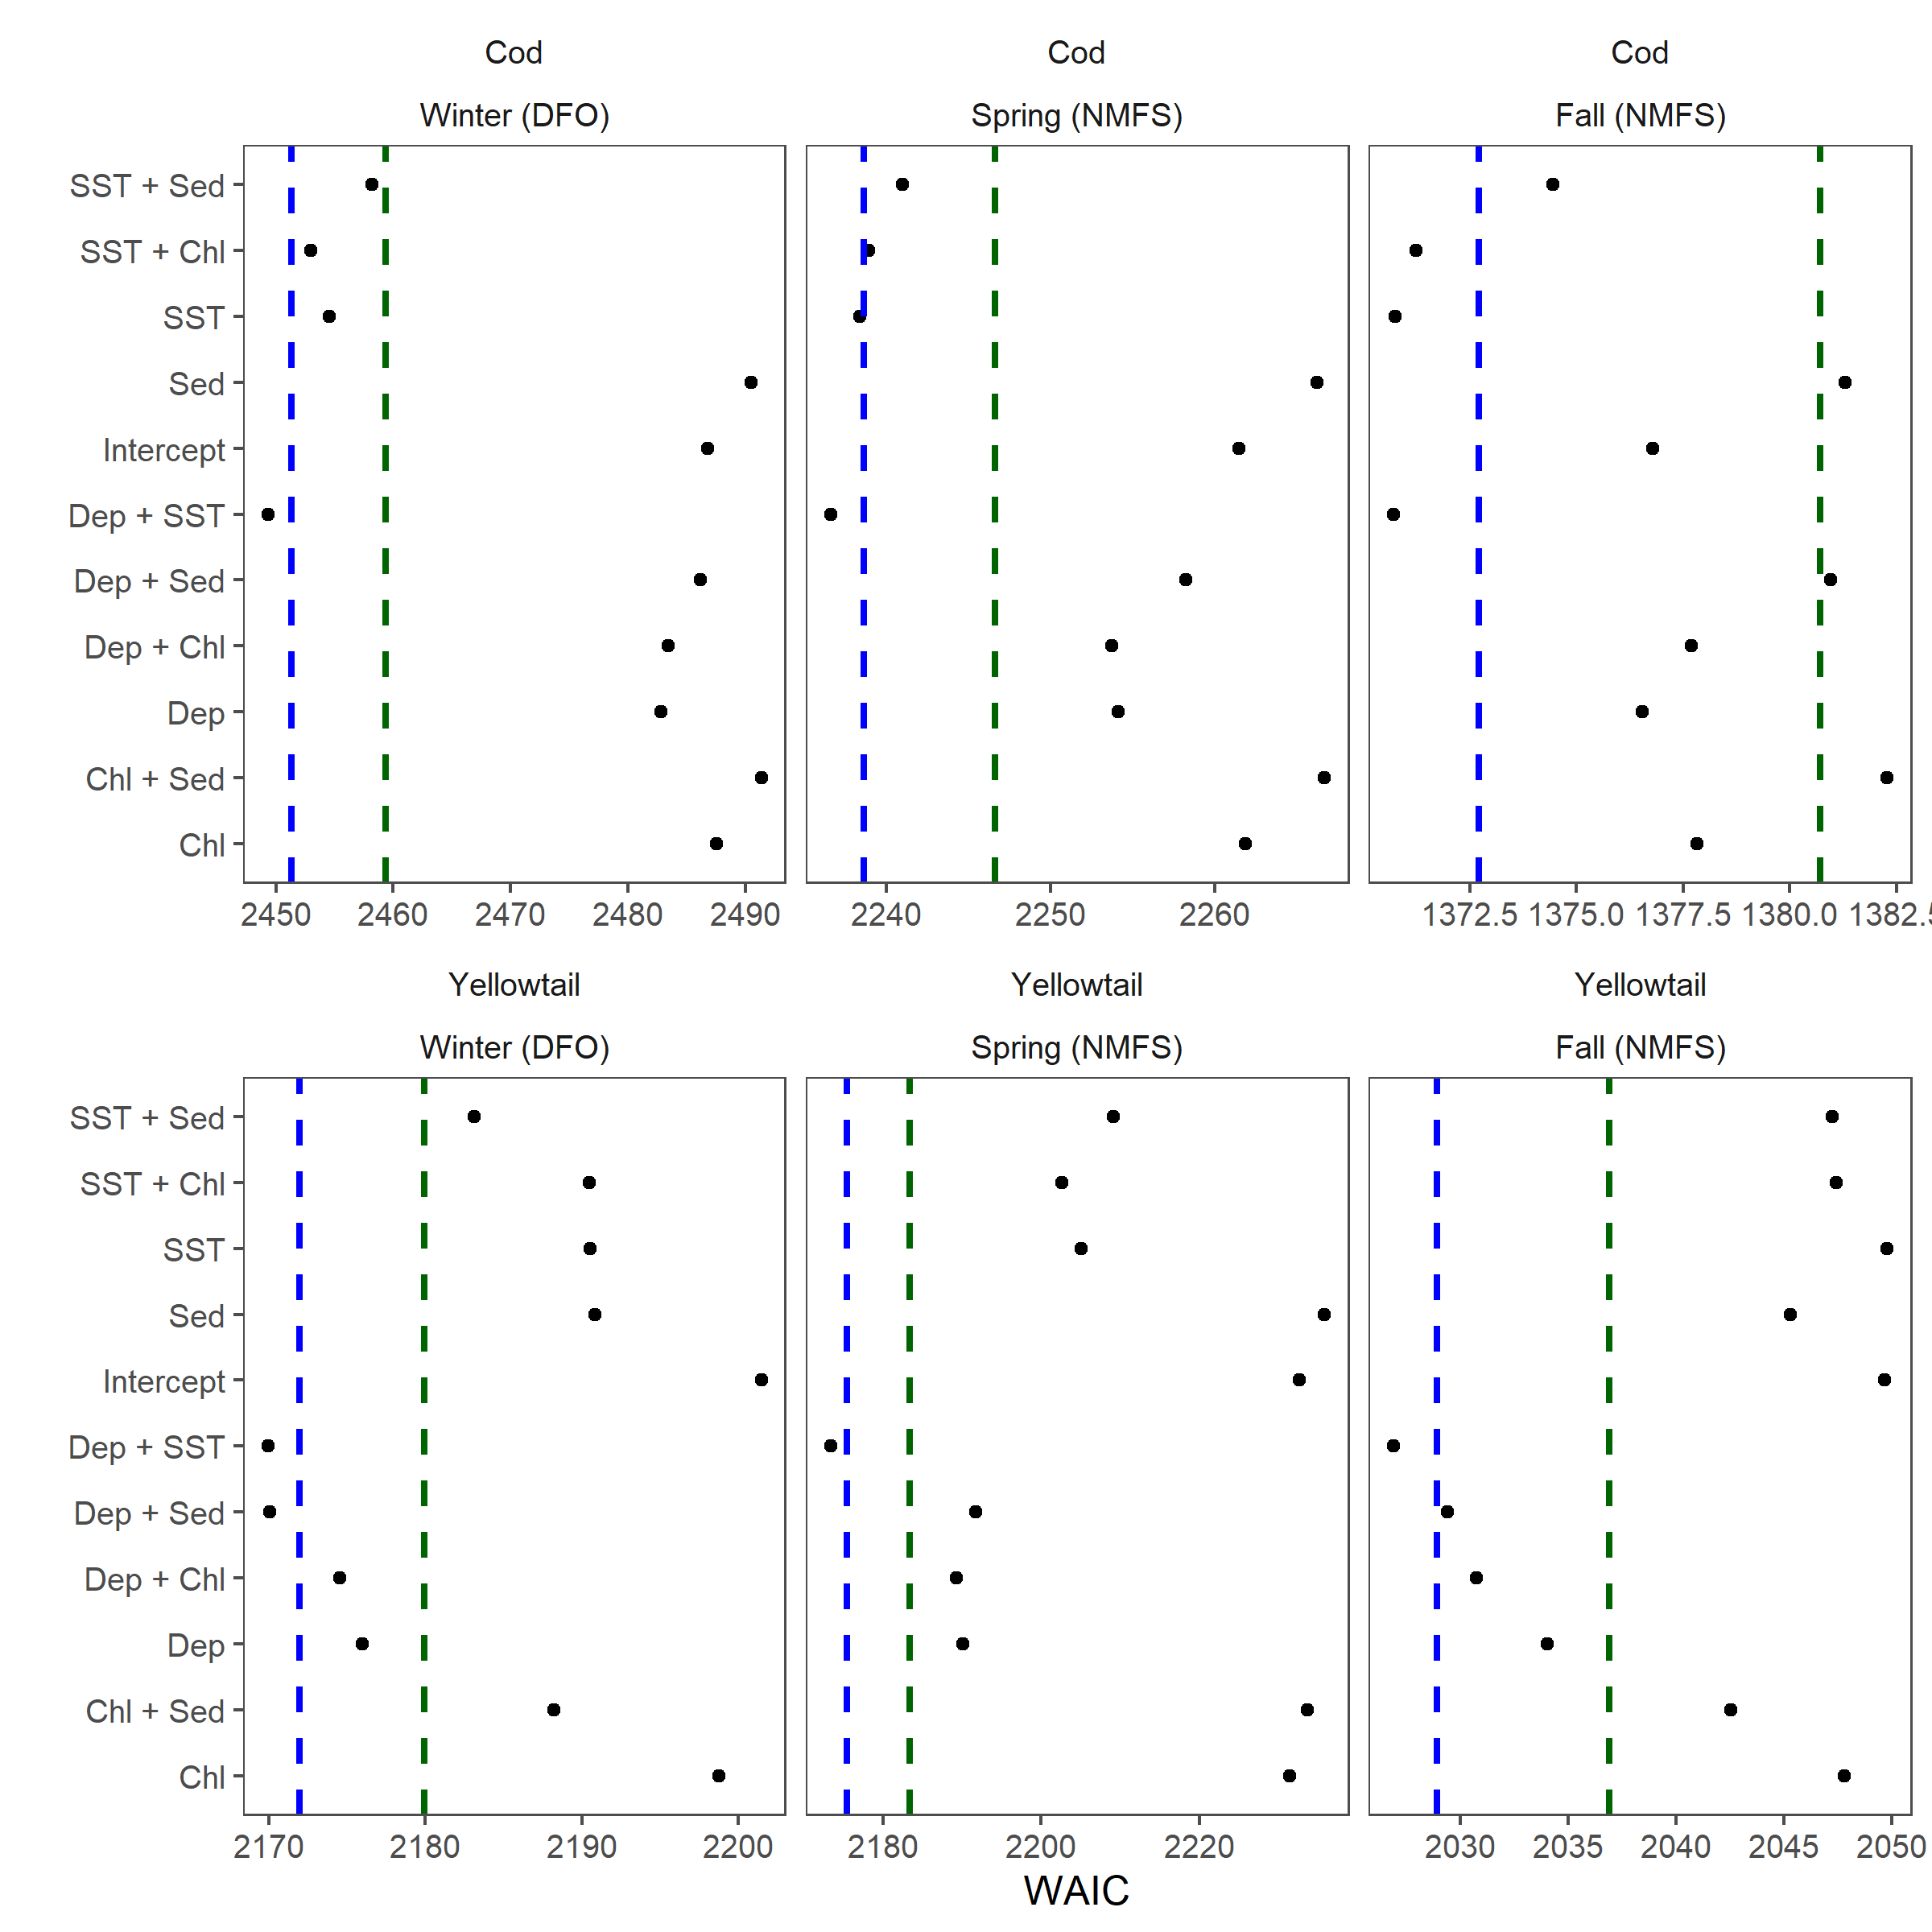 Cod Cod Cod
Winter (DFO) Spring (NMFS) Fall (NMFS)
SST + Sed
SST + Chl
SST
Sed
Intercept
Dep + SST
Dep + Sed
Dep + Chl
Dep
Chl + Sed
Chl
2450 2460 2470 2480 2490 2240 2250 2260 1372.5 1375.0 1377.5 1380.0 1382.5
Yellowtail Yellowtail Yellowtail
Winter (DFO) Spring (NMFS) Fall (NMFS)
SST + Sed
SST + Chl
SST
Sed
Intercept
Dep + SST
Dep + Sed
Dep + Chl
Dep
Chl + Sed
Chl
2170 2180 2190 2200 2180 2200 2220 2030 2035 2040 2045 2050
WAIC